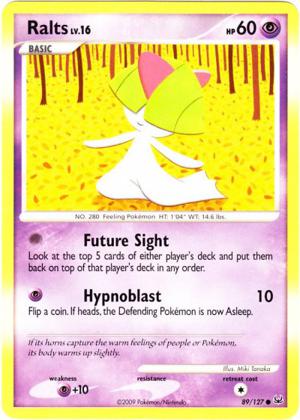 Ralts LV.16
HP 60
BASIC
NO. 280 Feeling Pokémon HT: 1'04" WT: 14.6 lbs.
Future Sight
Look at the top 5 cards of either player's deck and put them
back on top of that player's deck in any order.
Hypnoblast 10
Flip a coin. If heads, the Defending Pokémon is now Asleep.
If its horns capture the warm feelings of people or Pokémon,
its body warms up slightly.
Illus. Miki Tanaka
weakness resistance retreat cost
+10
©2009 Pokémon/Nintendo
89/127